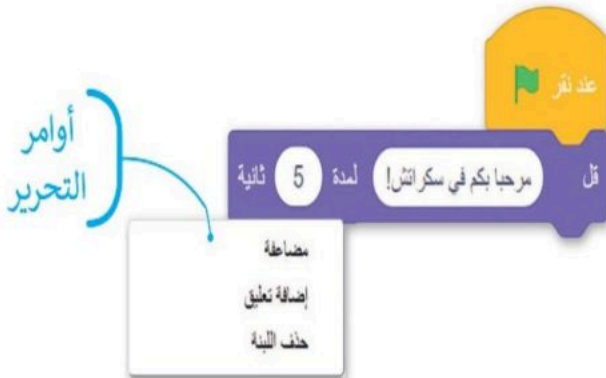 عند نقر
قل مرحبا بكم في سكراتش! لمدة 5 ثانية
أوامر
التحرير
مضاعفة
إضافة تعليق
حذف اللبنة